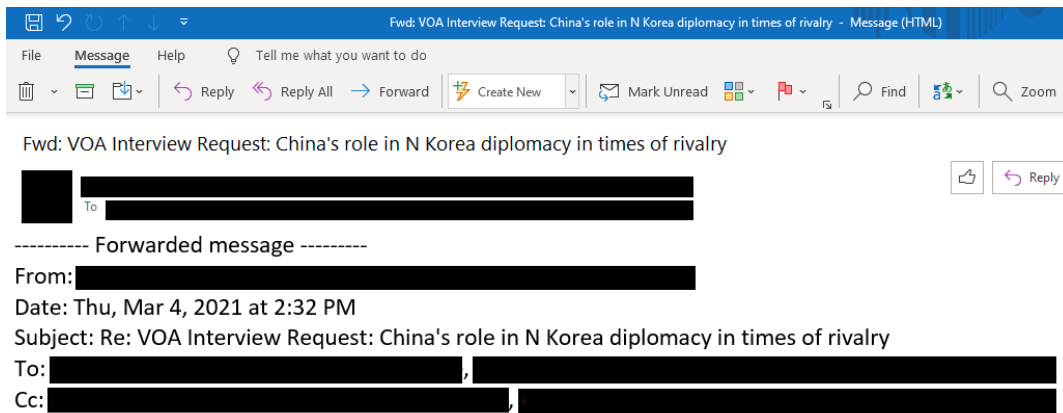 Fwd: VOA Interview Request: China's role in N Korea diplomacy in times of rivalry - Message (HTML)
File Message Help Tell me what you want to do
Reply Reply All Forward Create New Mark Unread Find Zoom
Fwd: VOA Interview Request: China's role in N Korea diplomacy in times of rivalry
Reply
To
---------- Forwarded message ---------
From:
Date: Thu, Mar 4, 2021 at 2:32 PM
Subject: Re: VOA Interview Request: China's role in N Korea diplomacy in times of rivalry
To: ,
Cc: ,